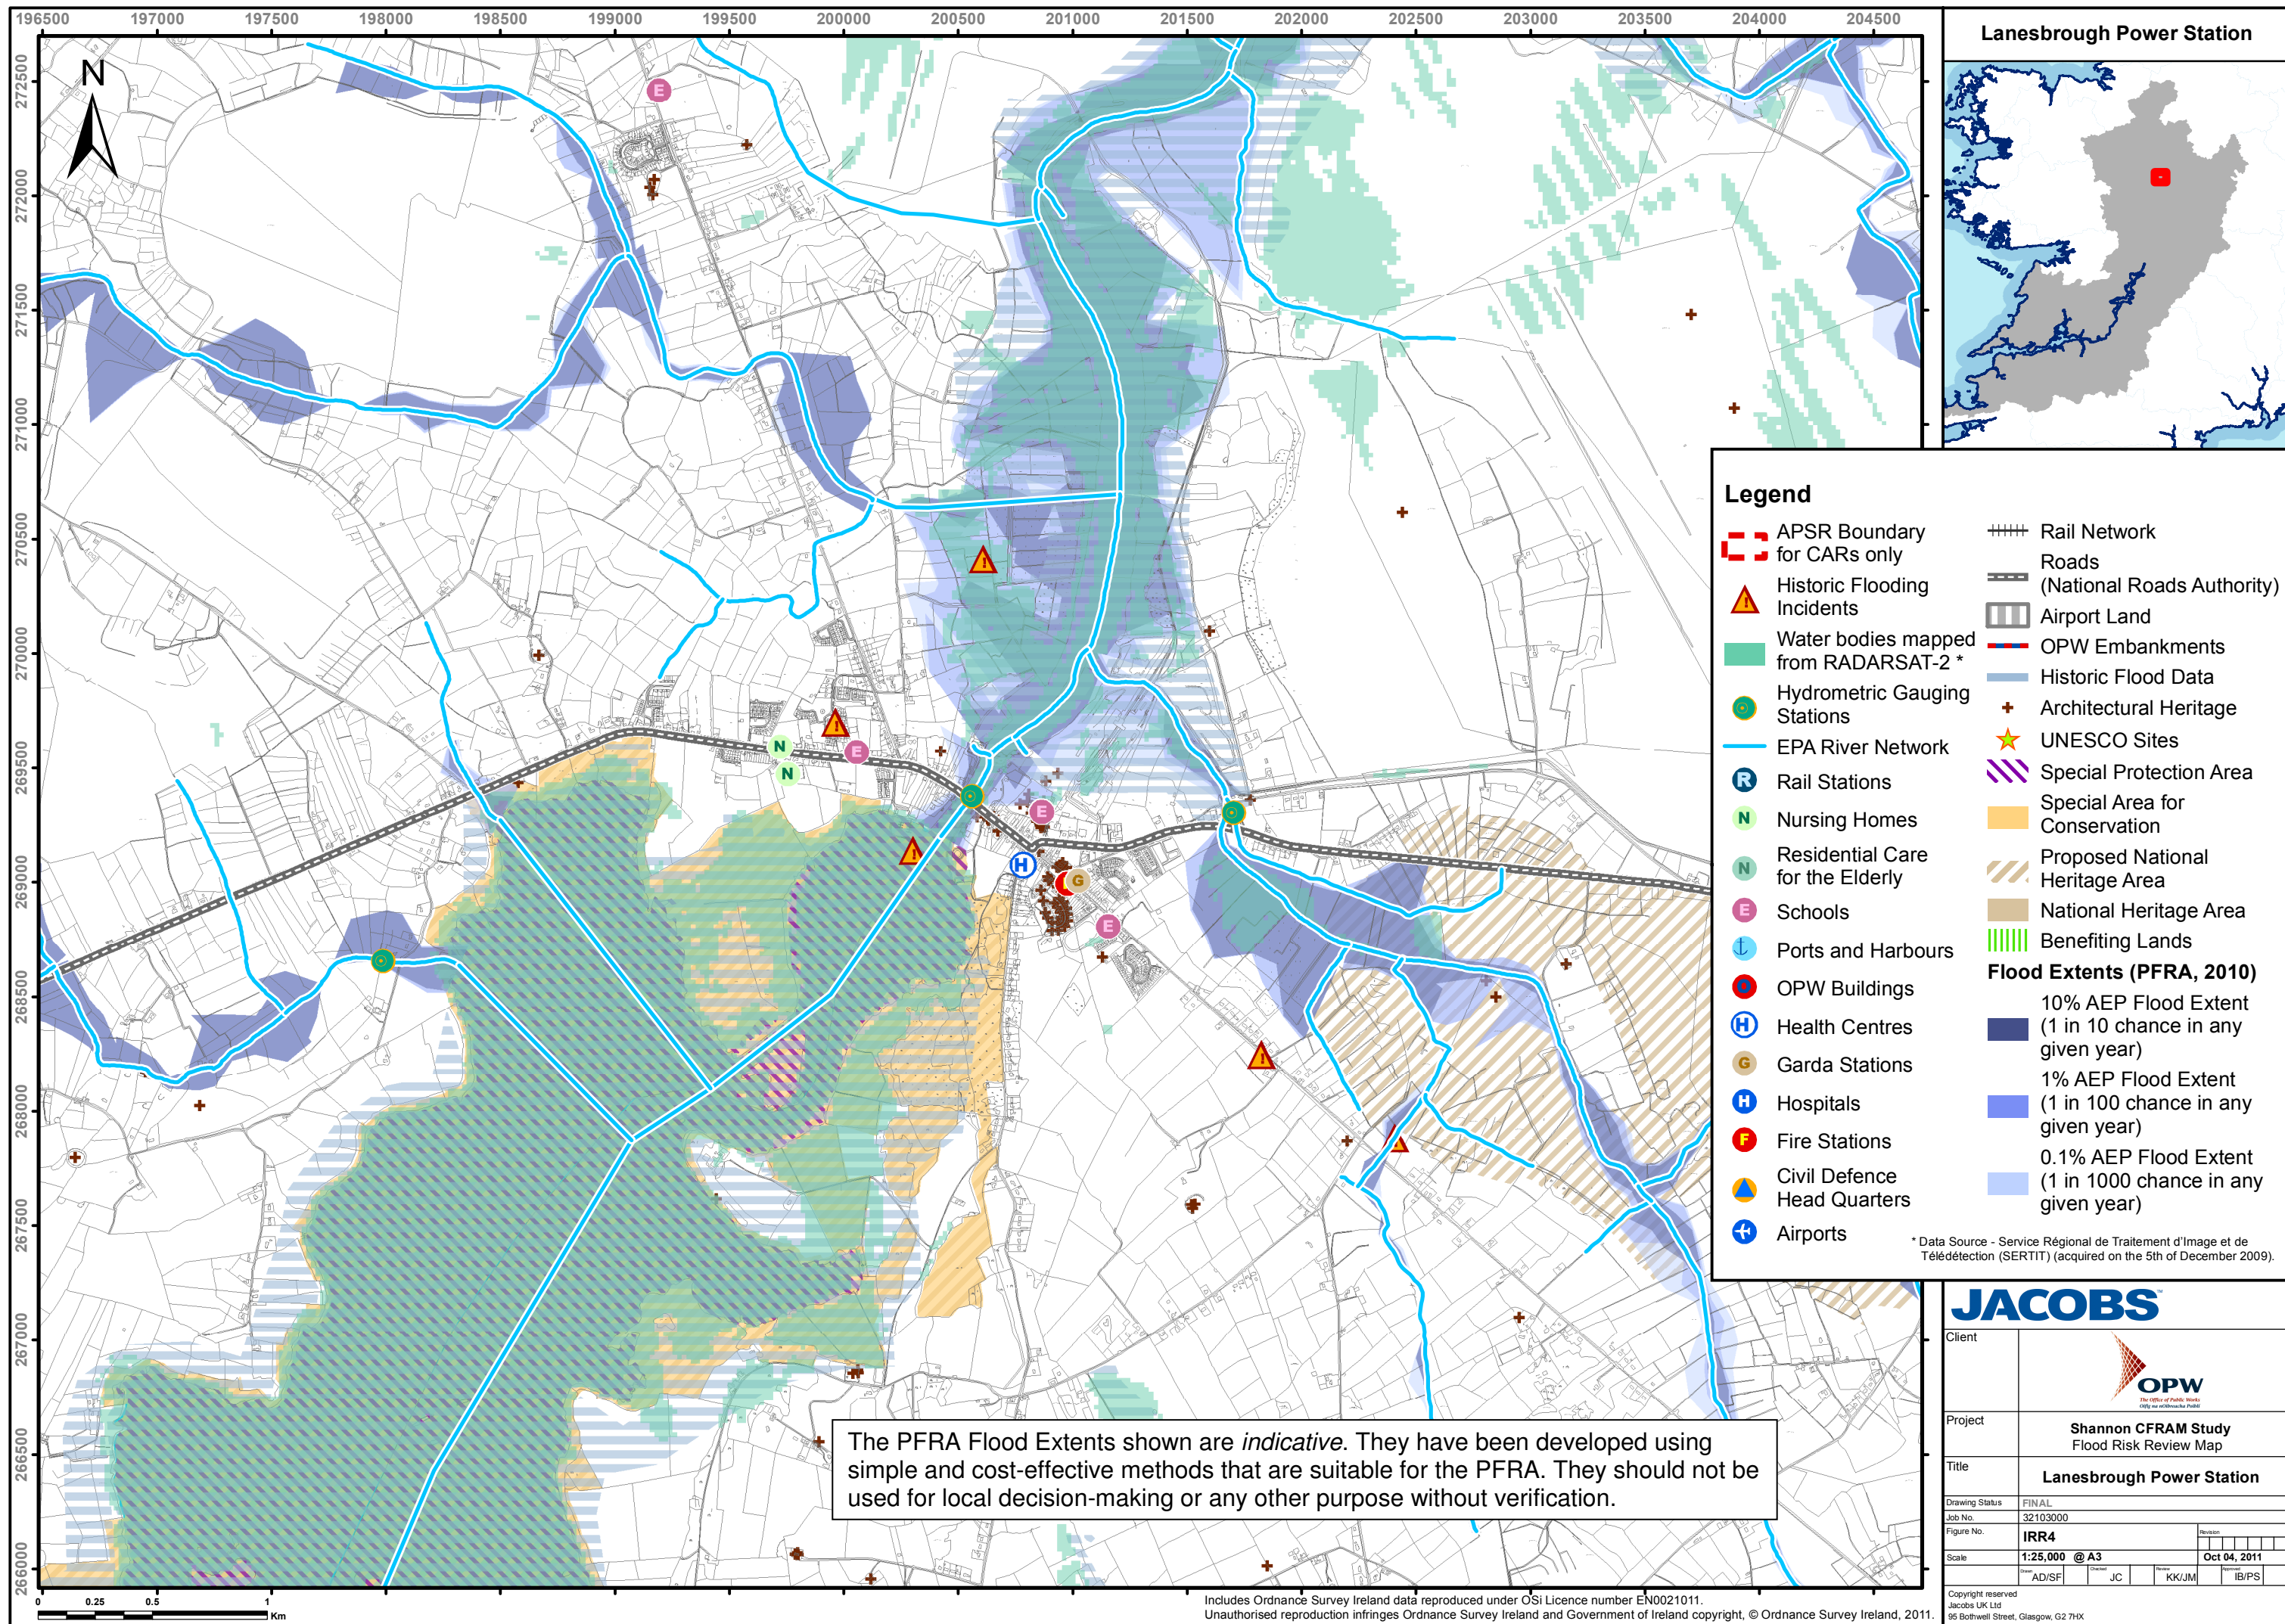 196500 197000 197500 198000 198500 199000 199500 200000 200500 201000 201500 202000 202500 203000 203500 204000 204500
272500
272000
271500
271000
270500
270000
269500
269000
268500
268000
267500
267000
266500
266000
N
Lanesbrough Power Station
Legend
APSR Boundary
for CARs only
Historic Flooding
Incidents
Water bodies mapped
from RADARSAT-2 *
Hydrometric Gauging
Stations
EPA River Network
R Rail Stations
N Nursing Homes
N Residential Care
for the Elderly
E Schools
Ports and Harbours
O OPW Buildings
H Health Centres
G Garda Stations
H Hospitals
F Fire Stations
Civil Defence
Head Quarters
Airports
Rail Network
Roads
(National Roads Authority)
Airport Land
OPW Embankments
Historic Flood Data
Architectural Heritage
UNESCO Sites
Special Protection Area
Special Area for
Conservation
Proposed National
Heritage Area
National Heritage Area
Benefiting Lands
Flood Extents (PFRA, 2010)
10% AEP Flood Extent
(1 in 10 chance in any
given year)
1% AEP Flood Extent
(1 in 100 chance in any
given year)
0.1% AEP Flood Extent
(1 in 1000 chance in any
given year)
* Data Source - Service Régional de Traitement d'Image et de
Télédétection (SERTIT) (acquired on the 5th of December 2009).
E
E
E
E
N
N
H
G
The PFRA Flood Extents shown are indicative. They have been developed using
simple and cost-effective methods that are suitable for the PFRA. They should not be
used for local decision-making or any other purpose without verification.
0 0.25 0.5 1
Km
Includes Ordnance Survey Ireland data reproduced under OSi Licence number EN0021011.
Unauthorised reproduction infringes Ordnance Survey Ireland and Government of Ireland copyright, © Ordnance Survey Ireland, 2011.
JACOBS™
Client
OPW
The Office of Public Works
Oifig na nOibreacha Poiblí
Project
Shannon CFRAM Study
Flood Risk Review Map
Title
Lanesbrough Power Station
Drawing Status FINAL
Job No. 32103000
Figure No. IRR4 Revision
Scale 1:25,000 @ A3 Oct 04, 2011
Drawn AD/SF Checked JC Review KK/JM Approved IB/PS
Copyright reserved
Jacobs UK Ltd
95 Bothwell Street, Glasgow, G2 7HX